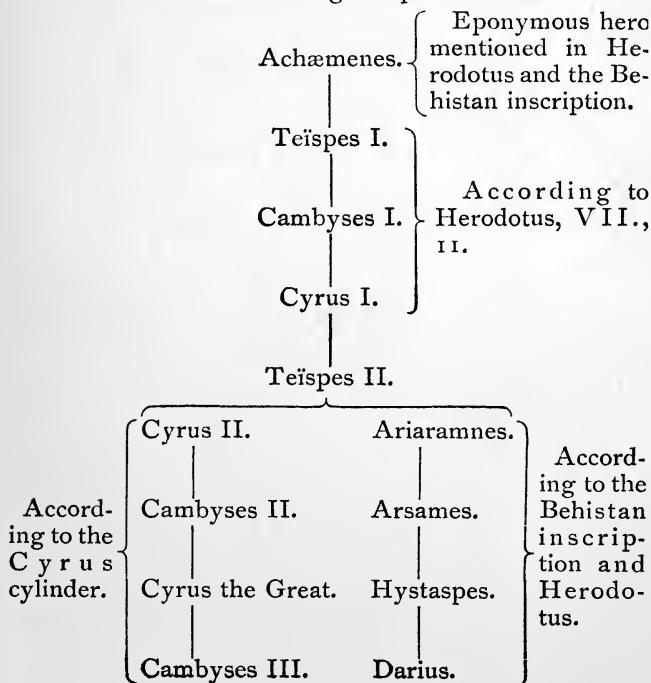 Achæmenes.
Eponymous hero
mentioned in He-
rodotus and the Be-
histan inscription.
Teïspes I.
Cambyses I.
Cyrus I.
According to
Herodotus, VII.,
11.
Teïspes II.
Cyrus II.
Cambyses II.
Cyrus the Great.
Cambyses III.
Ariaramnes.
Arsames.
Hystaspes.
Darius.
Accord-
ing to the
Cyrus
cylinder.
Accord-
ing to the
Behistan
inscrip-
tion and
Herodo-
tus.